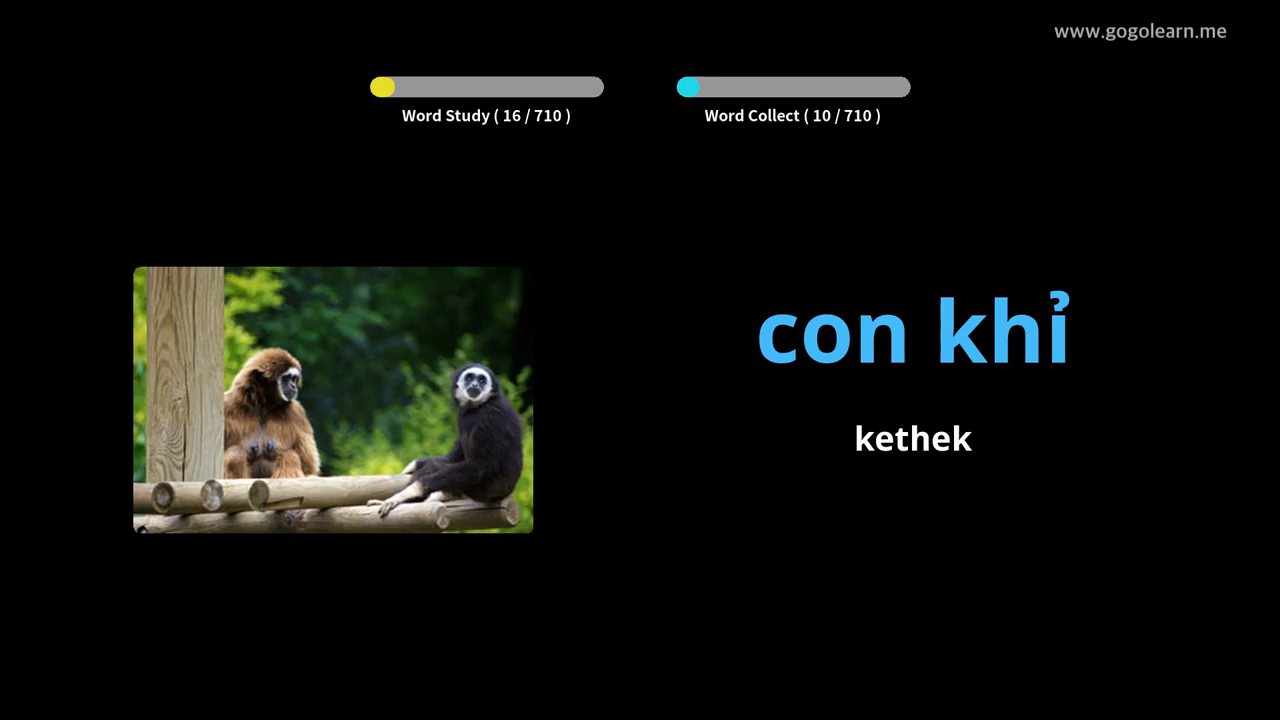 www.gogolearn.me
Word Study ( 16 / 710 )
Word Collect ( 10 / 710 )
con khỉ
kethek